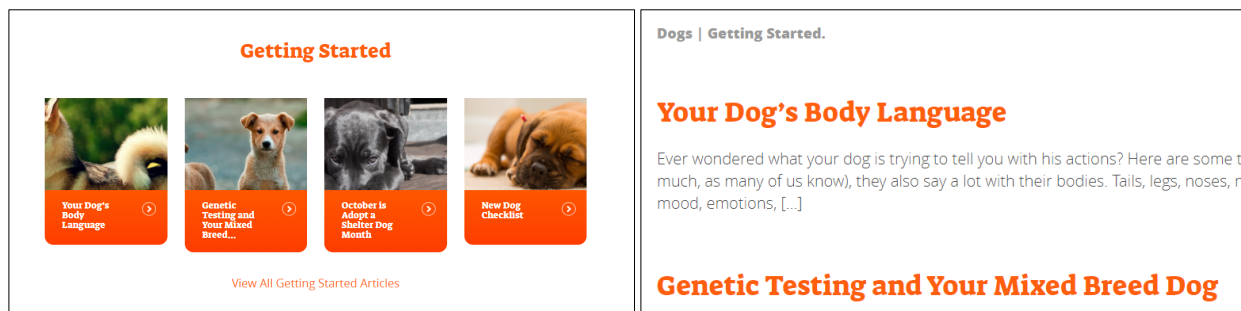 Getting Started
Your Dog's
Body
Language
Genetic
Testing and
Your Mixed
Breed...
October is
Adopt a
Shelter Dog
Month
New Dog
Checklist
View All Getting Started Articles
Dogs | Getting Started.
Your Dog’s Body Language
Ever wondered what your dog is trying to tell you with his actions? Here are some t
much, as many of us know), they also say a lot with their bodies. Tails, legs, noses,
mood, emotions, […]
Genetic Testing and Your Mixed Breed Dog